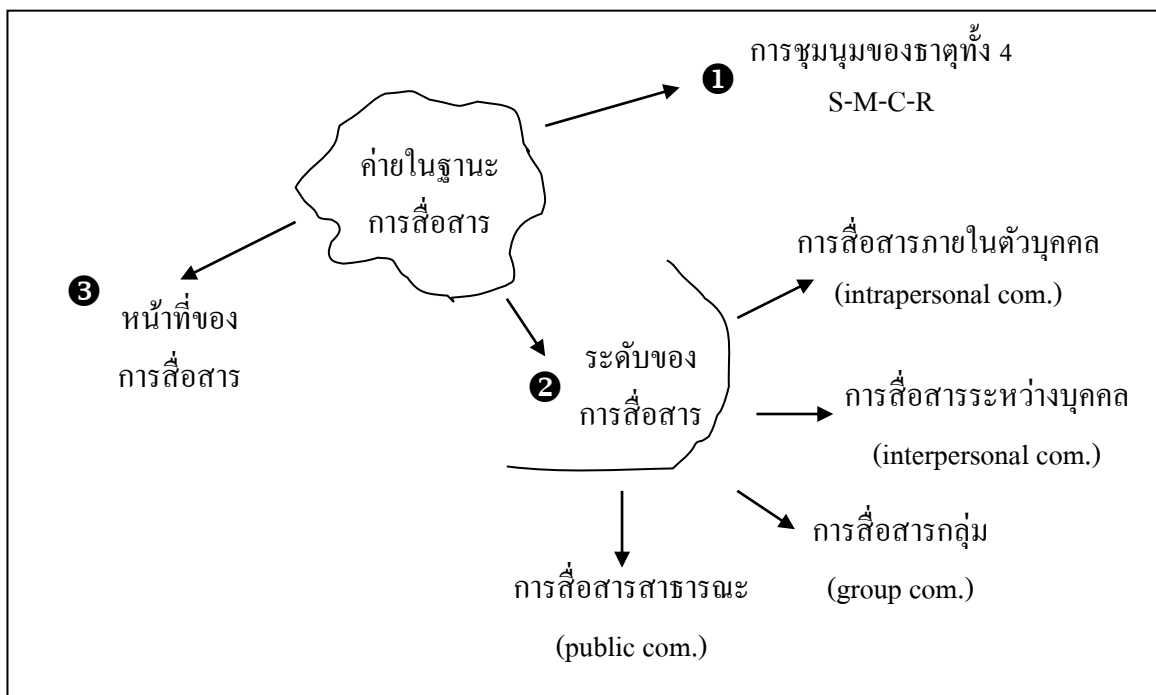 ค่ายในฐานะ
การสื่อสาร
❶
การชุมนุมของธาตุทั้ง 4
S-M-C-R
❷
ระดับของ
การสื่อสาร
การสื่อสารภายในตัวบุคคล
(intrapersonal com.)
การสื่อสารระหว่างบุคคล
(interpersonal com.)
การสื่อสารกลุ่ม
(group com.)
การสื่อสารสาธารณะ
(public com.)
❸
หน้าที่ของ
การสื่อสาร